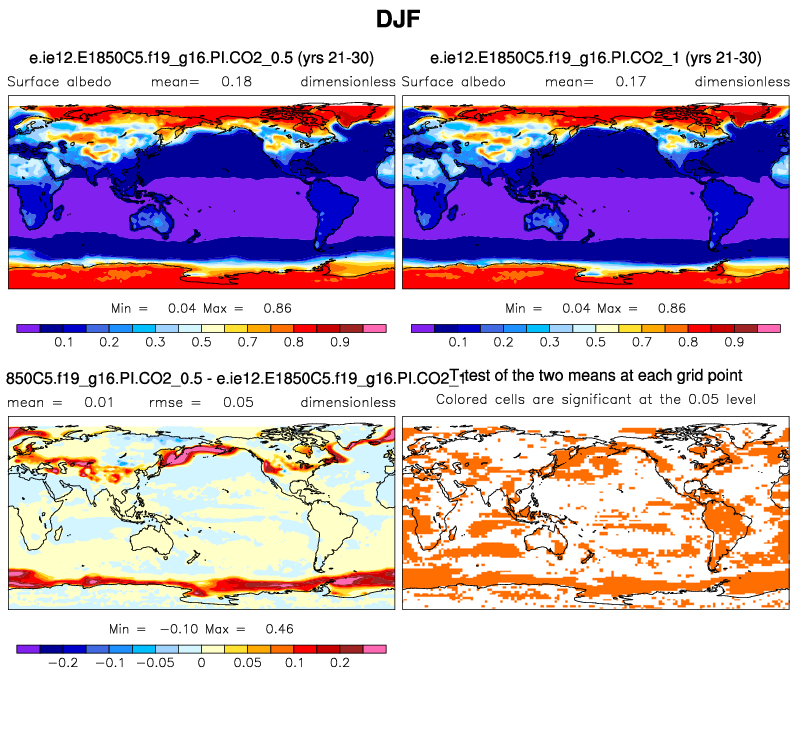 DJF
e.ie12.E1850C5.f19_g16.PI.CO2_0.5 (yrs 21-30)
Surface albedo mean= 0.18 dimensionless
Min = 0.04 Max = 0.86
0.1 0.2 0.3 0.4 0.5 0.7 0.8 0.9
e.ie12.E1850C5.f19_g16.PI.CO2_1 (yrs 21-30)
Surface albedo mean= 0.17 dimensionless
Min = 0.04 Max = 0.86
0.1 0.2 0.3 0.4 0.5 0.7 0.8 0.9
850C5.f19_g16.PI.CO2_0.5 - e.ie12.E1850C5.f19_g16.PI.CO2_1
mean = 0.01 rmse = 0.05 dimensionless
Min = -0.10 Max = 0.46
-0.2 -0.1 -0.05 0 0.05 0.1 0.2
T-test of the two means at each grid point
Colored cells are significant at the 0.05 level